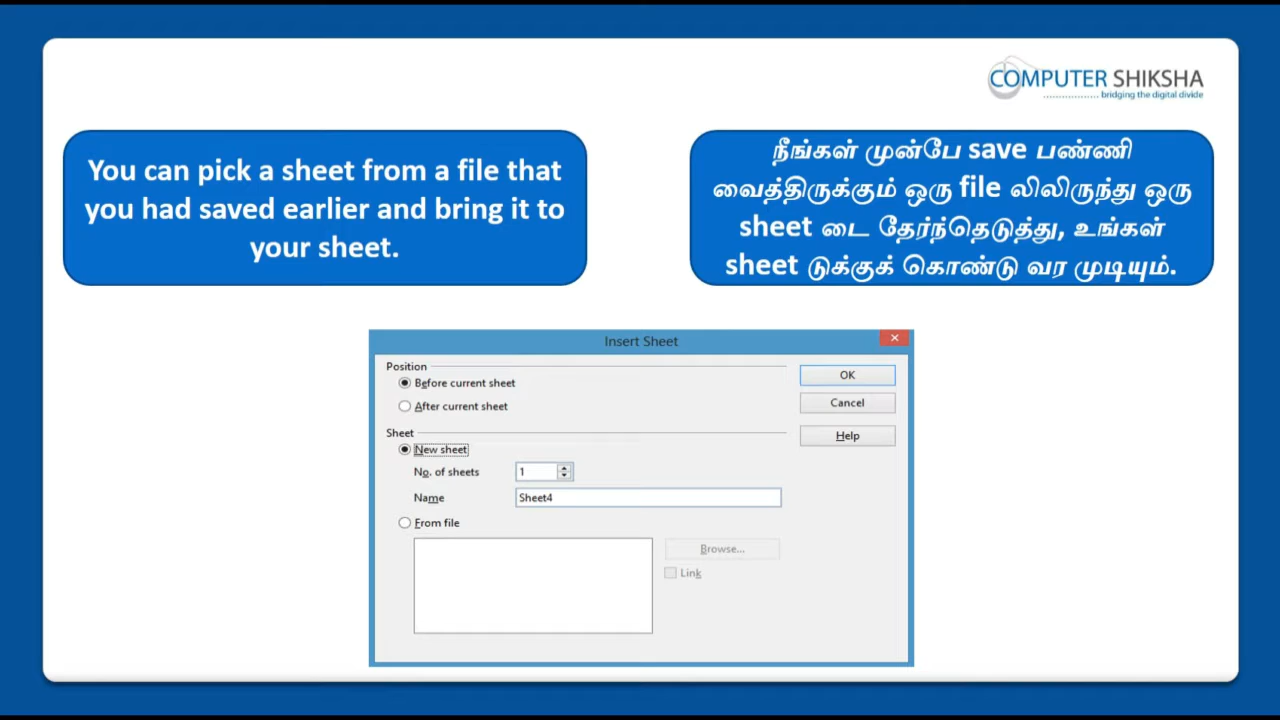 COMPUTER SHIKSHA
bridging the digital divide
You can pick a sheet from a file that
you had saved earlier and bring it to
your sheet.
நீங்கள் முன்பே save பண்ணி
வைத்திருக்கும் ஒரு file லிலிருந்து ஒரு
sheet டை தேர்ந்தெடுத்து, உங்கள்
sheet டுக்குக் கொண்டு வர முடியும்.
Insert Sheet
Position
Before current sheet
After current sheet
OK
Cancel
Help
Sheet
New sheet
No. of sheets 1
Name Sheet4
From file
Browse...
Link